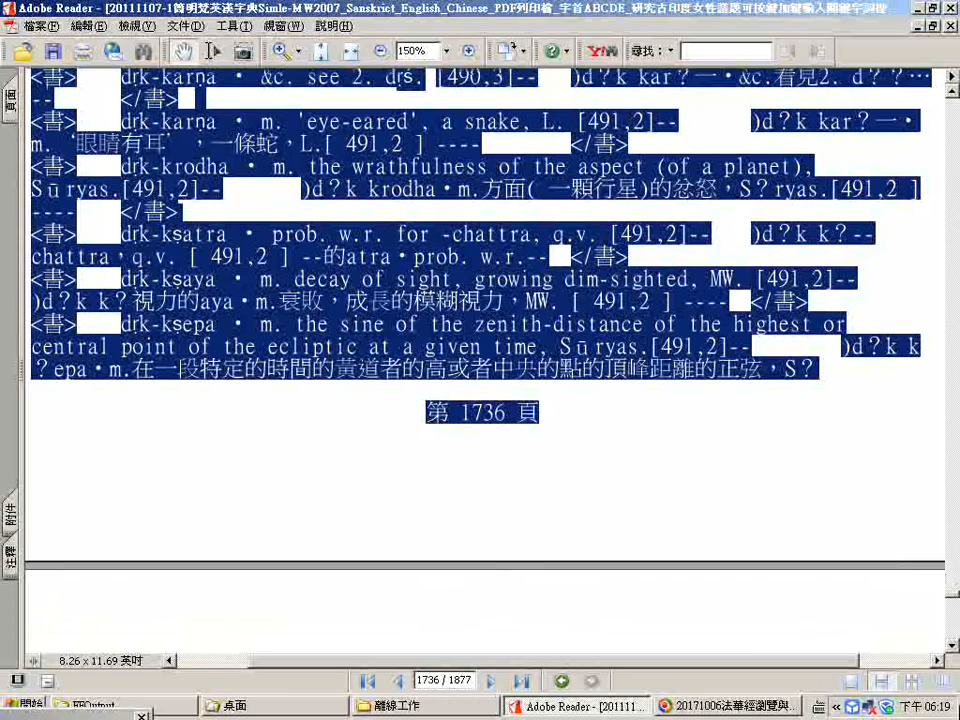 Adobe Reader - [20111107-1簡明梵英漢字典Simle-MW2007_Sanskrict_English_Chinese_PDF列印檔_字首ABCDE_研究古印度女性議題可按鍵加鍵輸入關鍵字詞搜
檔案(F) 編輯(E) 檢視(V) 文件(D) 工具(T) 視窗(W) 說明(H)
150% 尋找：
頁面
<書> dṛk-karṇa • &c. see 2. dṛś. [490,3]-- )d？k kar？一•&c.看見2. d？？…
-- </書>
<書> dṛk-karṇa • m. 'eye-eared', a snake, L. [491,2]-- )d？k kar？一•
m. '眼睛有耳'，一條蛇，L.[ 491,2 ] ---- </書>
<書> dṛk-krodha • m. the wrathfulness of the aspect (of a planet),
Sūryas.[491,2]-- )d？k krodha•m.方面( 一顆行星)的忿怒，S？ryas.[491,2 ]
---- </書>
<書> dṛk-kṣatra • prob. w.r. for -chattra, q.v. [491,2]-- )d？k k？--
chattra，q.v. [ 491,2 ] --的atra•prob. w.r.-- </書>
<書> dṛk-kṣaya • m. decay of sight, growing dim-sighted, MW. [491,2]--
)d？k k？視力的aya•m.衰敗，成長的模糊視力，MW. [ 491,2 ] ---- </書>
<書> dṛk-kṣepa • m. the sine of the zenith-distance of the highest or
central point of the ecliptic at a given time, Sūryas.[491,2]-- )d？k k
？epa•m.在一段特定的時間的黃道者的高或者中央的點的頂峰距離的正弦，S？
第 1736 頁
附件
注釋
8.26 x 11.69 英吋
1736 / 1877
開始 EEOutput 桌面 離線工作 Adobe Reader - [201111... 20171006法華經瀏覽與... 下午 06:19